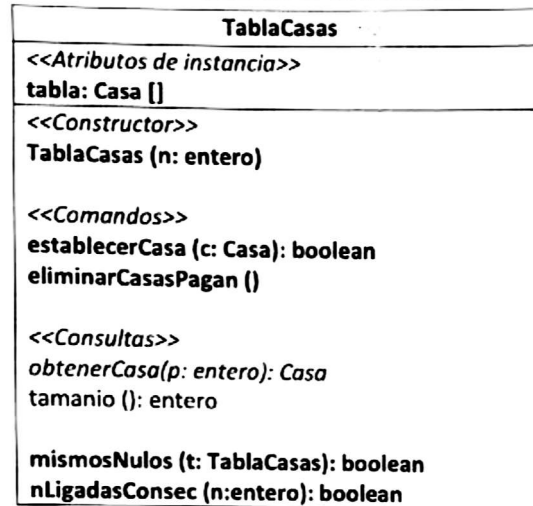 TablaCasas
<<Atributos de instancia>>
tabla: Casa []
<<Constructor>>
TablaCasas (n: entero)
<<Comandos>>
establecerCasa (c: Casa): boolean
eliminarCasasPagan ()
<<Consultas>>
obtenerCasa(p: entero): Casa
tamanio (): entero
mismosNulos (t: TablaCasas): boolean
nLigadasConsec (n:entero): boolean